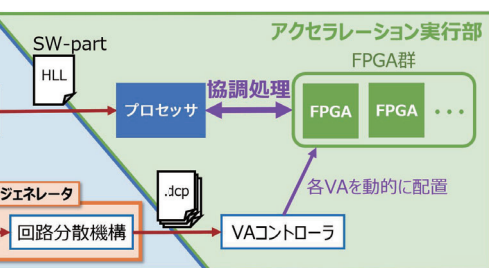 アクセラレーション実行部
SW-part
FPGA群
HLL
協調処理
プロセッサ
FPGA
FPGA
・・・
.dcp
各VAを動的に配置
ジェネレータ
回路分散機構
VAコントローラ